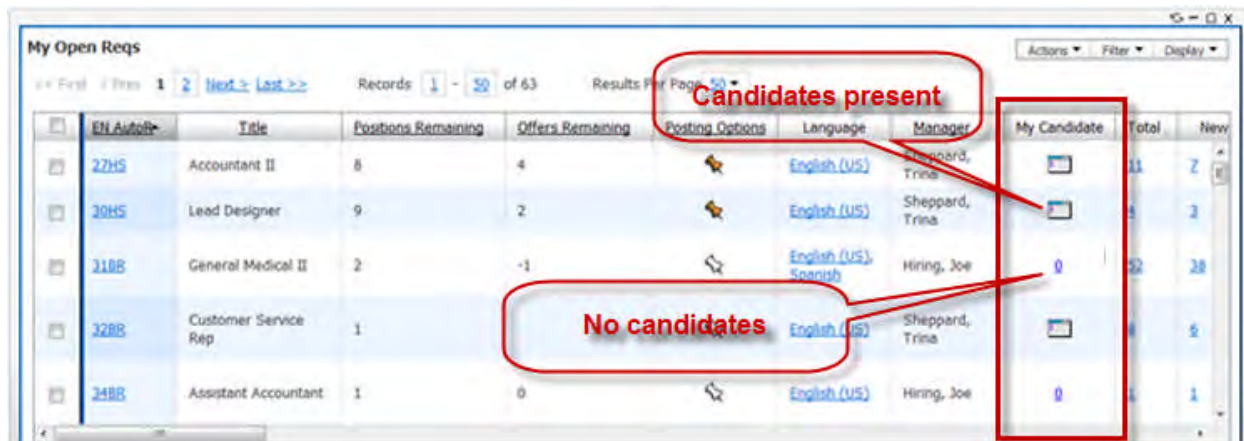 My Open Reqs
Actions Filter Display
<< First < Prev 1 2 Next > Last >> Records 1 - 50 of 63 Results Per Page 50
Candidates present
EN AutoRe Title Positions Remaining Offers Remaining Posting Options Language Manager My Candidate Total New
27HS Accountant II 8 4 English (US) Sheppard, Trina 11 7
30HS Lead Designer 9 2 English (US) Sheppard, Trina 4 3
31BR General Medical II 2 -1 English (US), Spanish Hiring, Joe 0 52 38
No candidates
32BR Customer Service Rep 1 English (US) Sheppard, Trina 6
34BR Assistant Accountant 1 0 English (US) Hiring, Joe 0 1 1